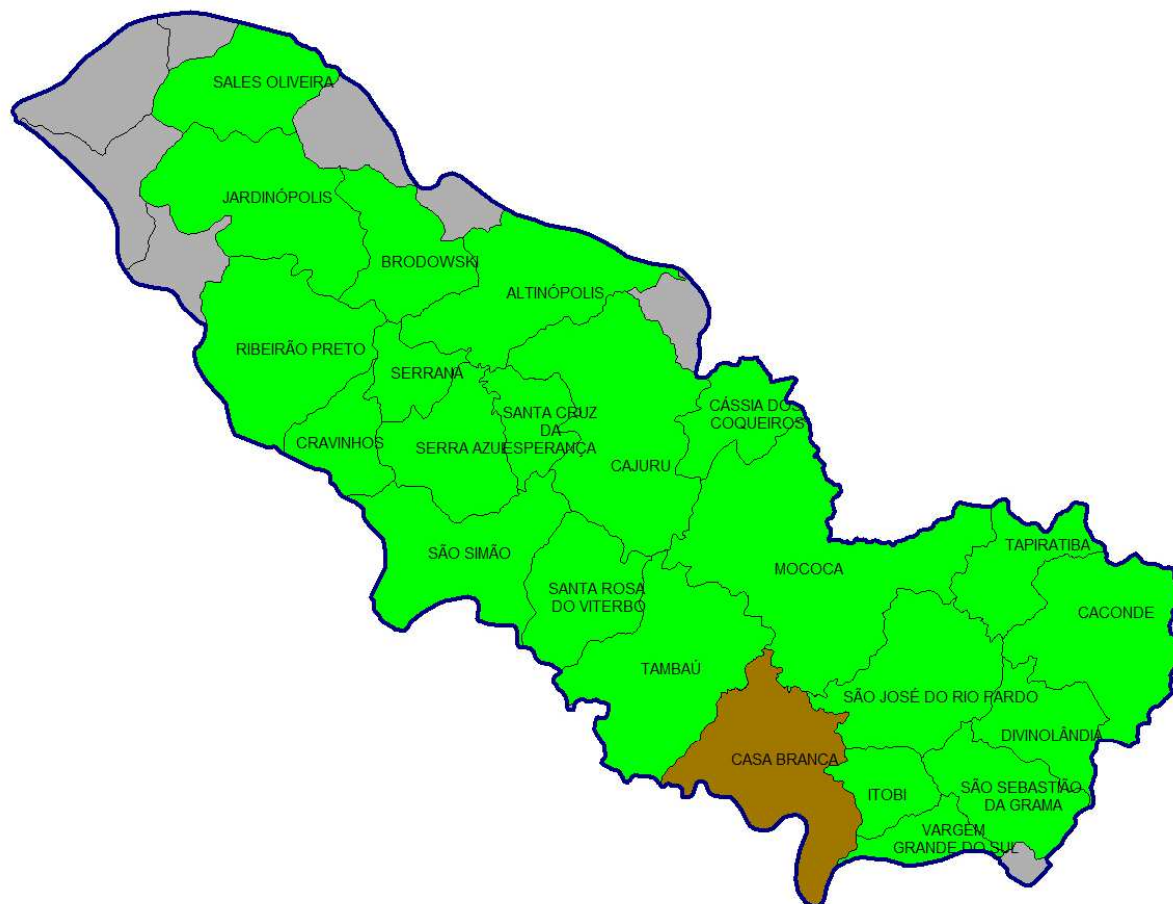 SALES OLIVEIRA
JARDINÓPOLIS
BRODOWSKI
ALTINÓPOLIS
RIBEIRÃO PRETO
SERRANA
CÁSSIA DOS
COQUEIROS
SANTA CRUZ
DA
ESPERANÇA
CRAVINHOS
SERRA AZUL
CAJURU
SÃO SIMÃO
TAPIRATIBA
MOCOCA
SANTA ROSA
DO VITERBO
CACONDE
TAMBAÚ
SÃO JOSÉ DO RIO PARDO
DIVINOLÂNDIA
CASA BRANCA
ITOBI
SÃO SEBASTIÃO
DA GRAMA
VARGEM
GRANDE DO SUL